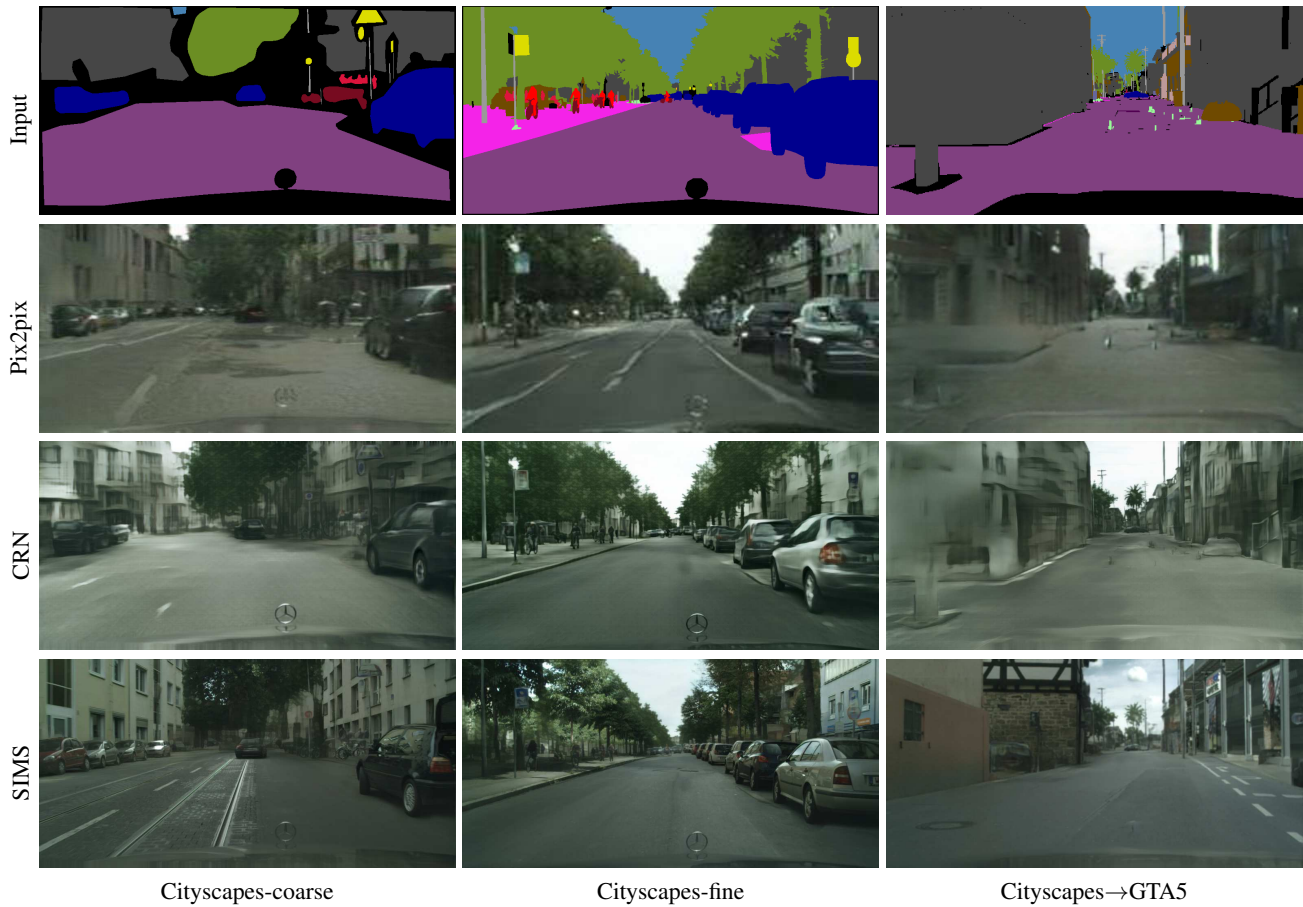 Input
Pix2pix
CRN
SIMS
Cityscapes-coarse
Cityscapes-fine
Cityscapes→GTA5